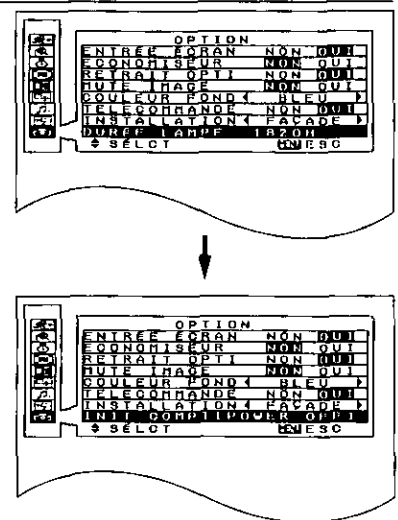 OPTION
ENTRÉE ÉCRAN NON OUI
ECONOMISEUR NON OUI
RETRAIT OPTI NON OUI
MUTE IMAGE NON OUI
COULEUR FOND BLEU
TELECOMMANDE NON OUI
INSTALLATION FAÇADE
DURÉE LAMPE 1820H
SÉLCT MENU ESC
OPTION
ENTRÉE ÉCRAN NON OUI
ECONOMISEUR NON OUI
RETRAIT OPTI NON OUI
MUTE IMAGE NON OUI
COULEUR FOND BLEU
TELECOMMANDE NON OUI
INSTALLATION FAÇADE
INIT COMPT
SÉLCT MENU ESC